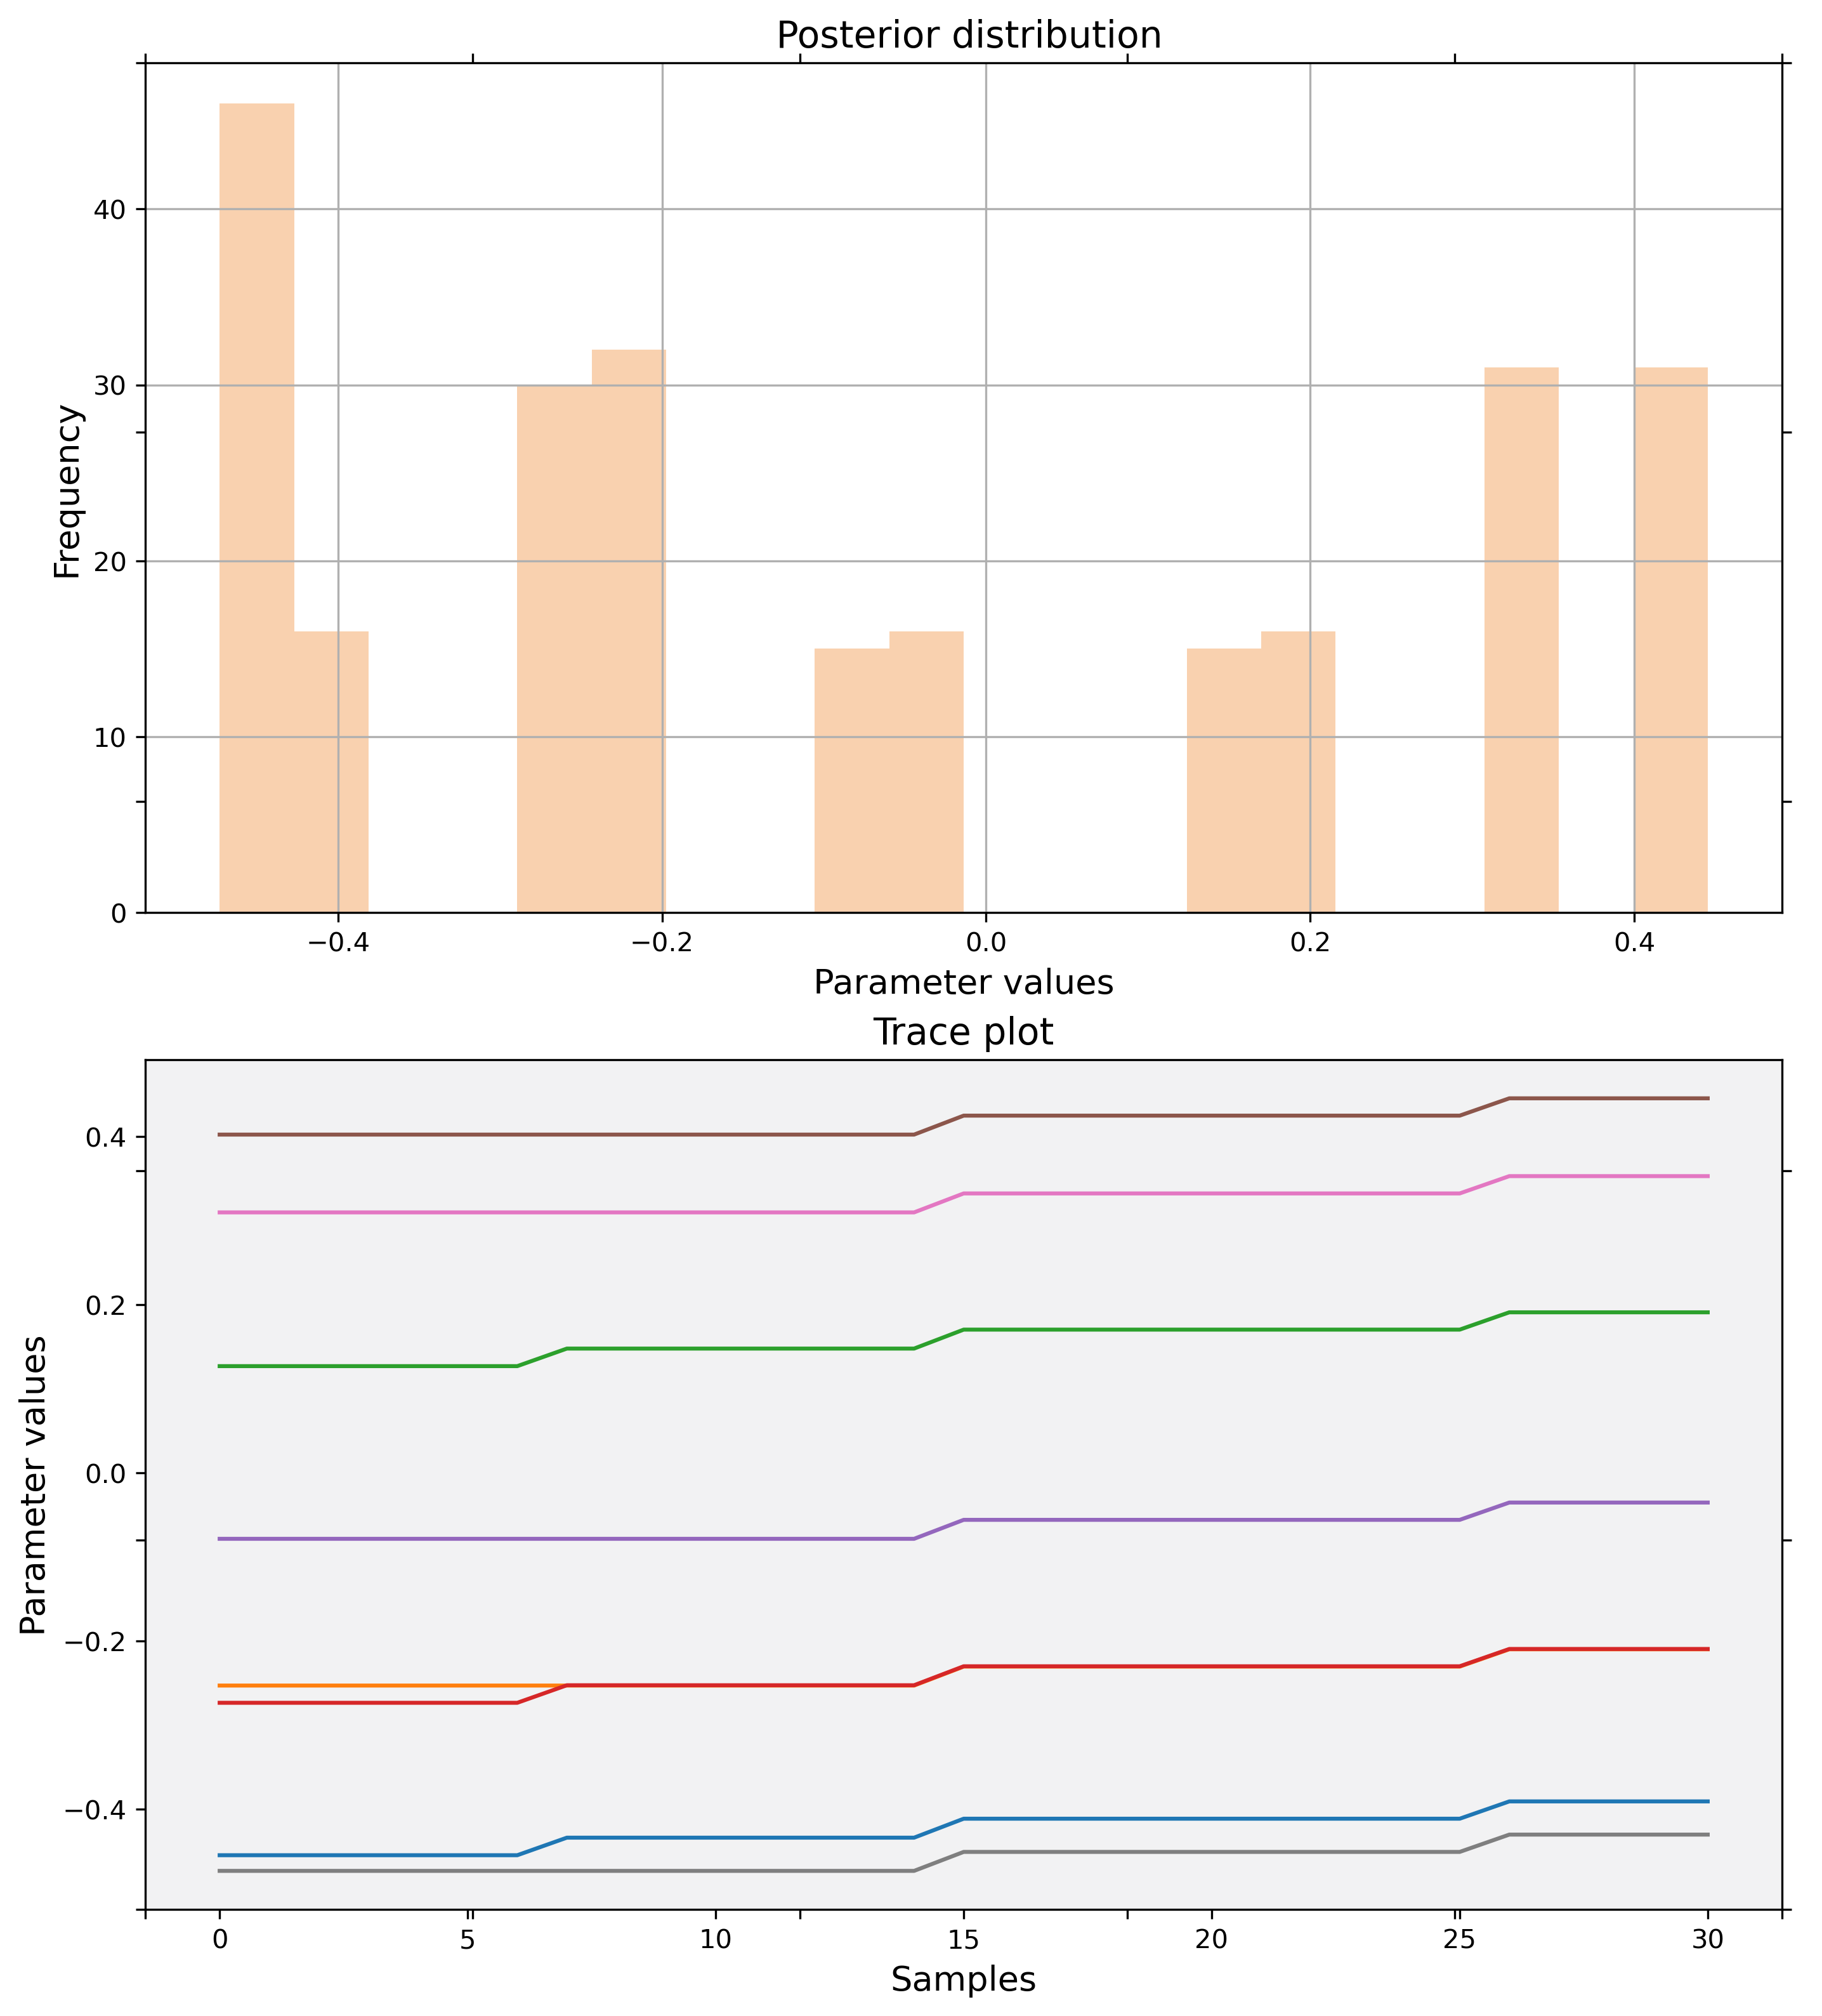 Posterior distribution
40
30
20
10
0
Frequency
−0.4 −0.2 0.0 0.2 0.4
Parameter values
Trace plot
0.4
0.2
0.0
−0.2
−0.4
Parameter values
0 5 10 15 20 25 30
Samples